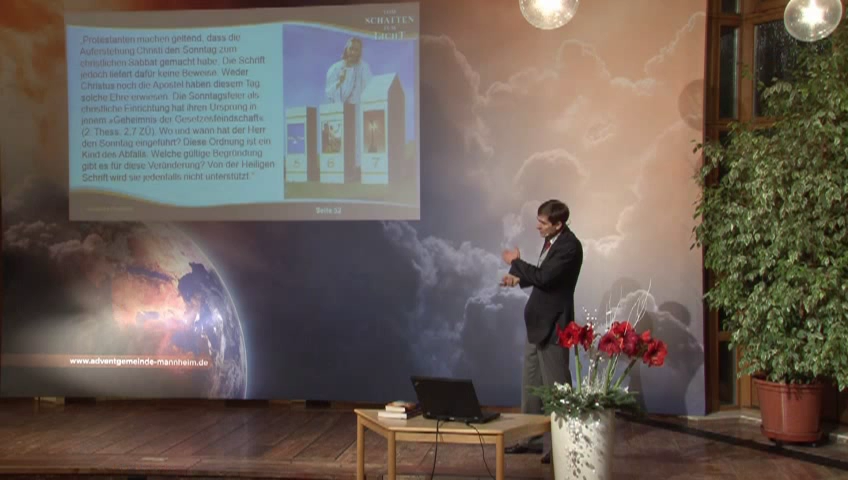 VOM
SCHATTEN
ZUM
LICHT
„Protestanten machen geltend, dass die
Auferstehung Christi den Sonntag zum
christlichen Sabbat gemacht habe. Die Schrift
jedoch liefert dafür keine Beweise. Weder
Christus noch die Apostel haben diesem Tag
solche Ehre erwiesen. Die Sonntagsfeier als
christliche Einrichtung hat ihren Ursprung in
jenem »Geheimnis der Gesetzesfeindschaft«
(2. Thess. 2,7 ZÜ). Wo und wann hat der Herr
den Sonntag eingeführt? Diese Ordnung ist ein
Kind des Abfalls. Welche gültige Begründung
gibt es für diese Veränderung? Von der Heiligen
Schrift wird sie jedenfalls nicht unterstützt.“
5 6 7
Seite 52
www.adventgemeinde-mannheim.de